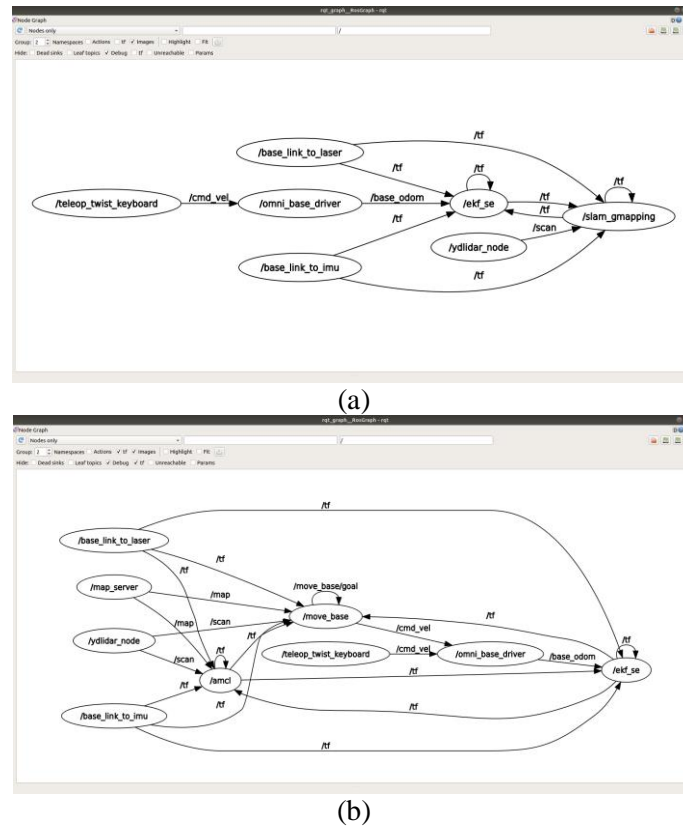 rqt_graph__RosGraph - rqt
Node Graph
Nodes only
/
Group: 2 Namespaces Actions tf Images Highlight Fit
Hide: Dead sinks Leaf topics Debug tf Unreachable Params
/tf
/base_link_to_laser
/tf
/tf
/tf
/teleop_twist_keyboard
/cmd_vel
/omni_base_driver
/base_odom
/ekf_se
/tf
/tf
/slam_gmapping
/tf
/scan
/ydlidar_node
/base_link_to_imu
/tf
(a)
rqt_graph__RosGraph - rqt
Node Graph
Nodes only
/
Group: 2 Namespaces Actions tf Images Highlight Fit
Hide: Dead sinks Leaf topics Debug tf Unreachable Params
/tf
/base_link_to_laser
/tf
/tf
/map_server
/map
/move_base/goal
/move_base
/tf
/ydlidar_node
/map
/scan
/cmd_vel
/scan
/tf
/tf
/teleop_twist_keyboard
/cmd_vel
/omni_base_driver
/base_odom
/tf
/ekf_se
/tf
/amcl
/tf
/tf
/tf
/base_link_to_imu
/tf
(b)